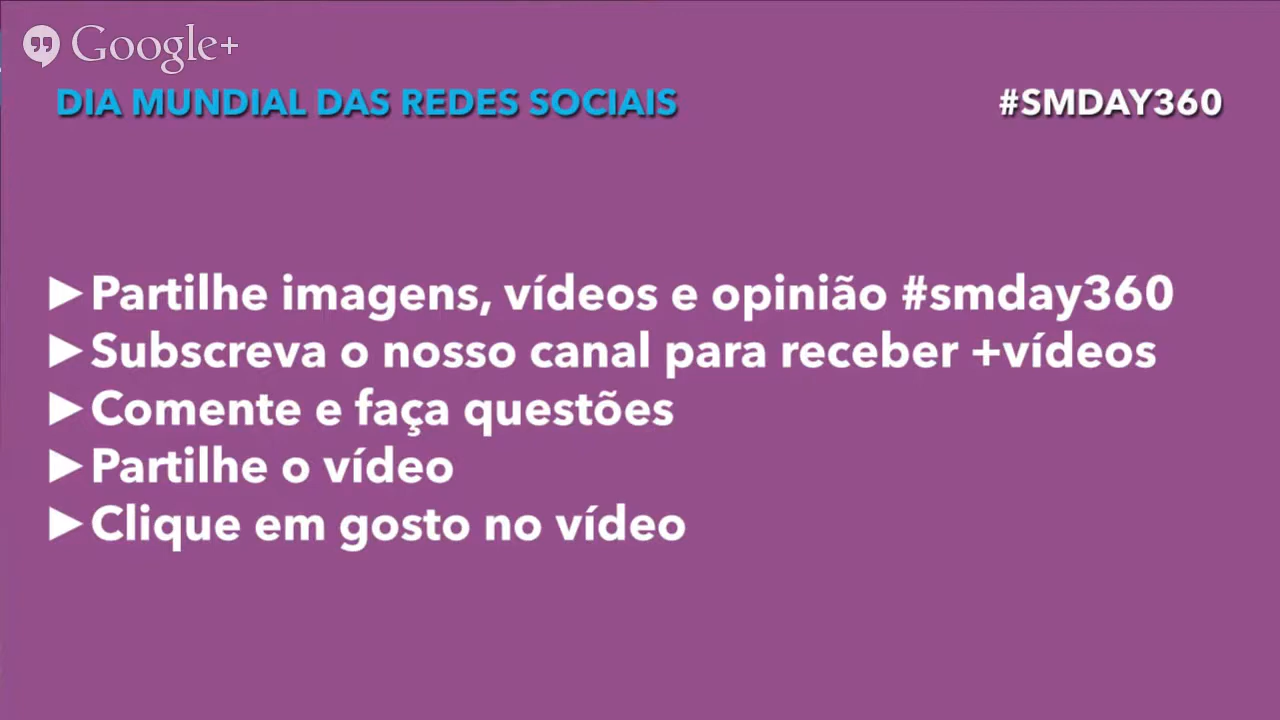 Google+
DIA MUNDIAL DAS REDES SOCIAIS #SMDAY360
►Partilhe imagens, vídeos e opinião #smday360
►Subscreva o nosso canal para receber +vídeos
►Comente e faça questões
►Partilhe o vídeo
►Clique em gosto no vídeo